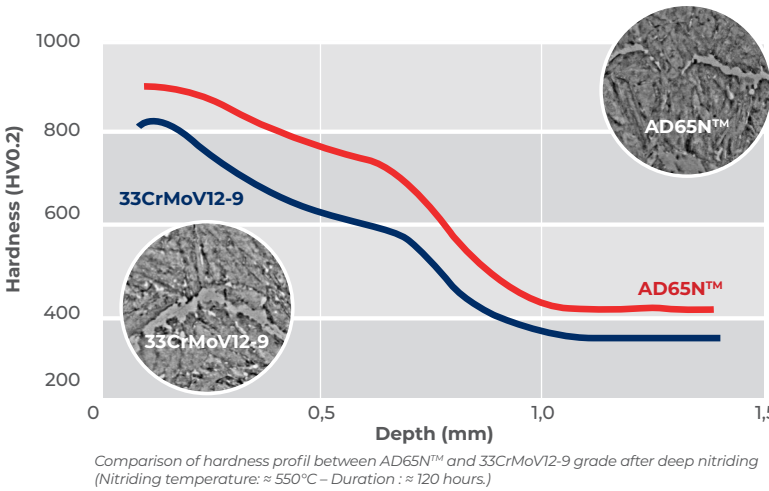 1000
800
600
400
200
Hardness (HV0.2)
AD65N™
33CrMoV12-9
33CrMoV12-9
AD65N™
0
0,5
1,0
1,5
Depth (mm)
Comparison of hardness profil between AD65N™ and 33CrMoV12-9 grade after deep nitriding
(Nitriding temperature: ≈ 550°C – Duration : ≈ 120 hours.)